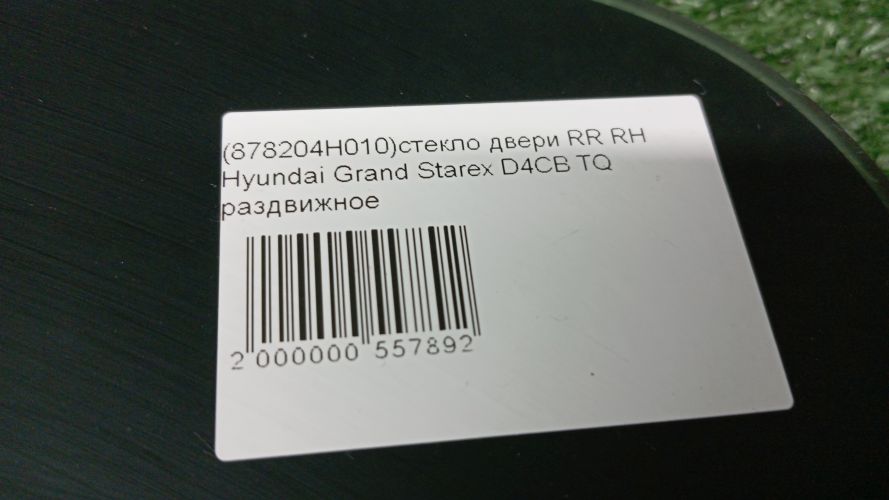 (878204H010)стекло двери RR RH
Hyundai Grand Starex D4CB TQ
раздвижное
2 000000 557892